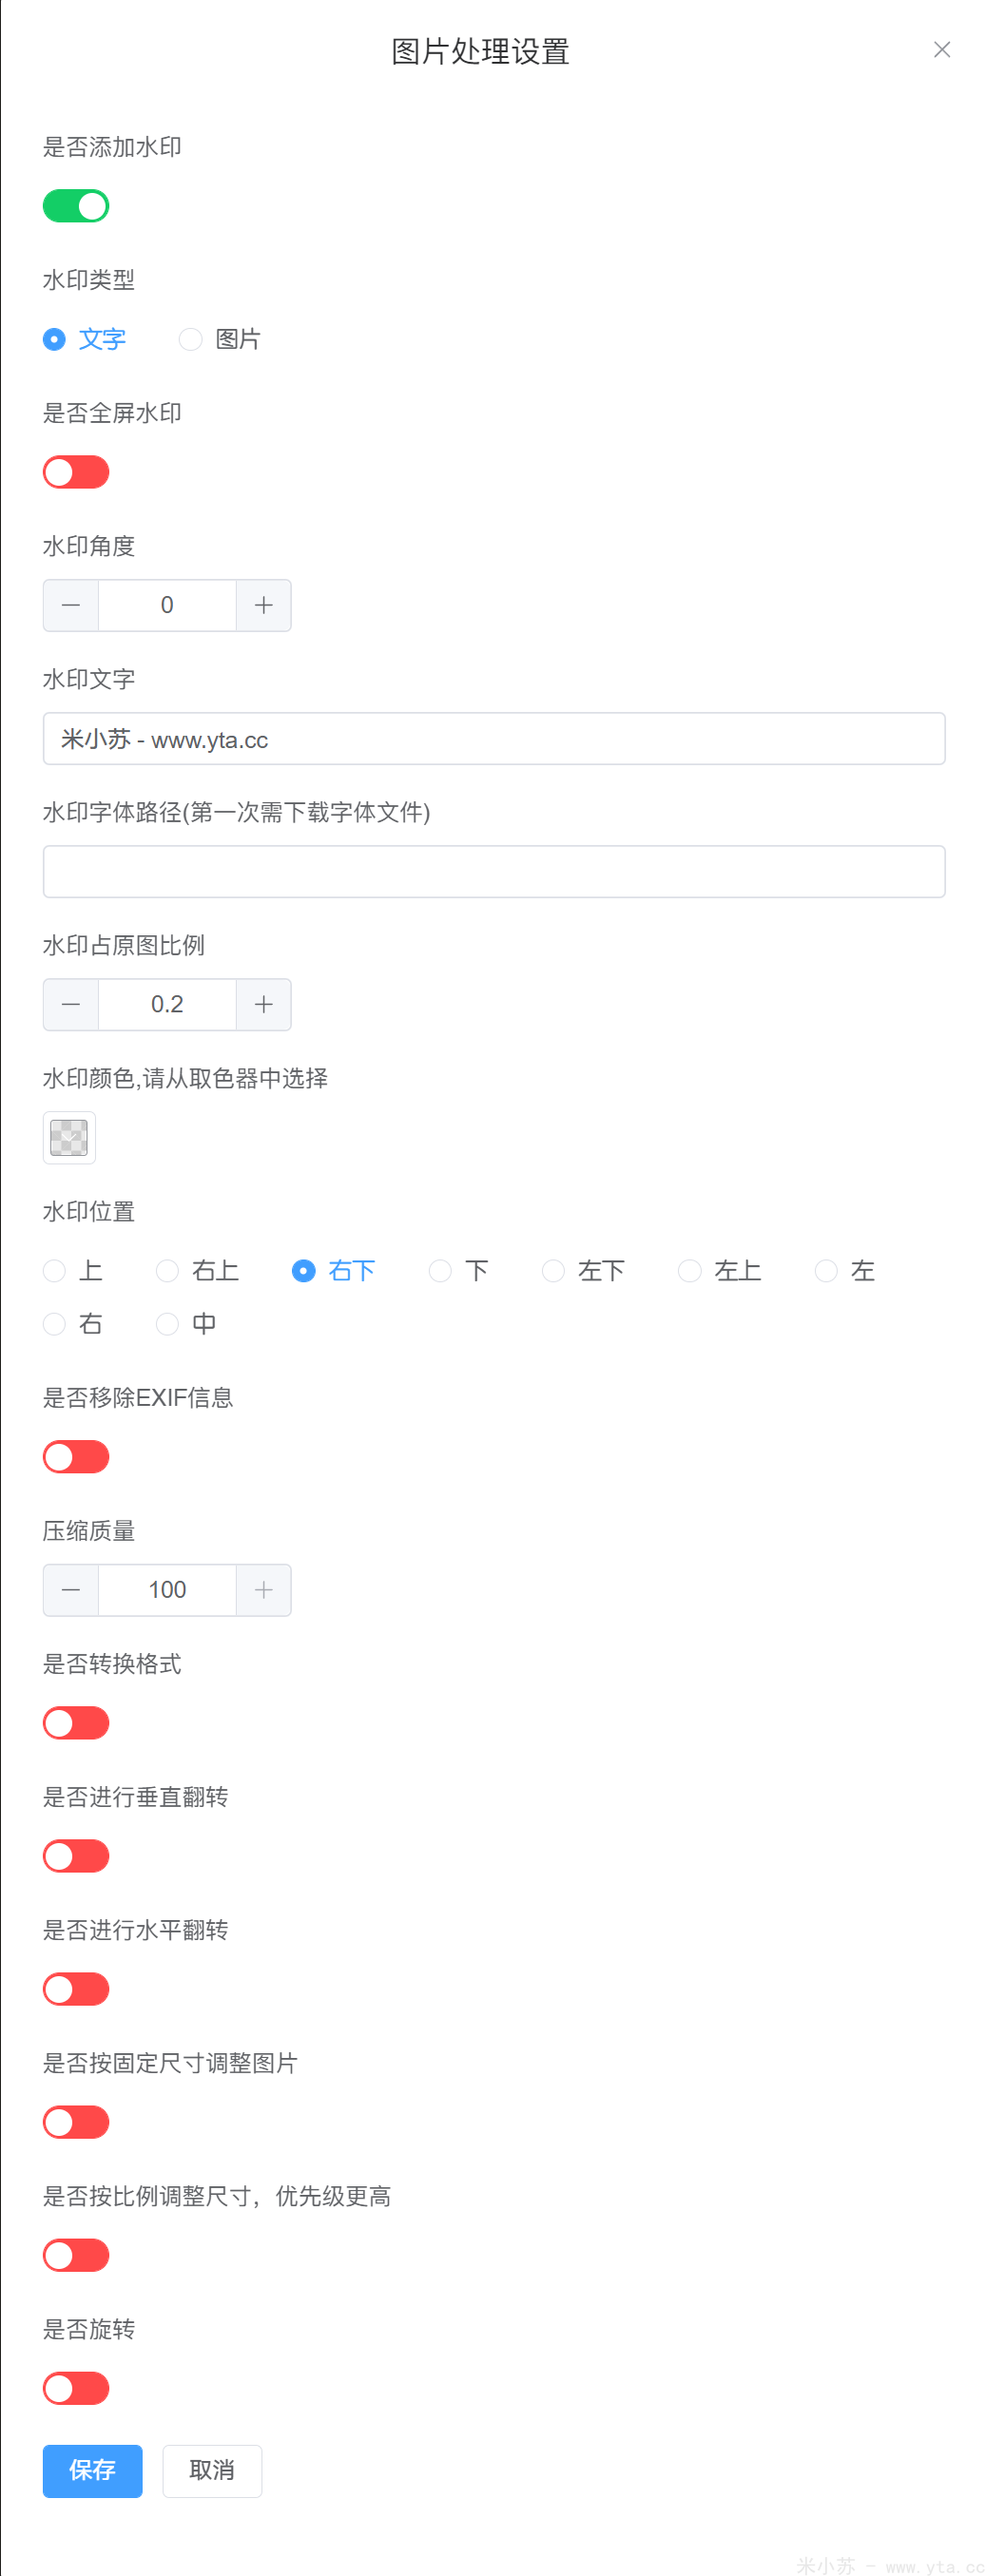 图片处理设置
是否添加水印
水印类型
文字 图片
是否全屏水印
水印角度
0
水印文字
米小苏 - www.yta.cc
水印字体路径(第一次需下载字体文件)
水印占原图比例
0.2
水印颜色,请从取色器中选择
水印位置
上 右上 右下 下 左下 左上 左
右 中
是否移除EXIF信息
压缩质量
100
是否转换格式
是否进行垂直翻转
是否进行水平翻转
是否按固定尺寸调整图片
是否按比例调整尺寸，优先级更高
是否旋转
保存 取消
米小苏 - www.yta.cc